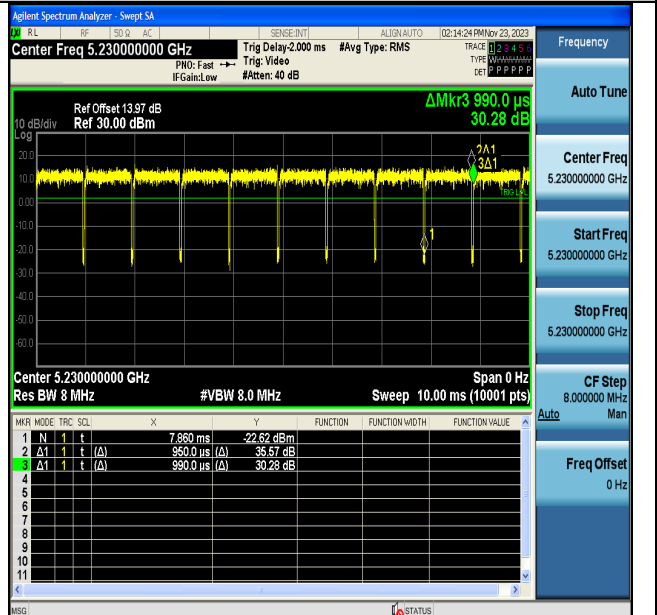 Agilent Spectrum Analyzer - Swept SA
RL RF 50 Ω AC SENSE:INT ALIGN AUTO 02:14:24 PM Nov 23, 2023
Center Freq 5.230000000 GHz Trig Delay-2.000 ms #Avg Type: RMS TRACE 1 2 3 4 5 6
PNO: Fast Trig: Video TYPE
IFGain:Low #Atten: 40 dB DET P P P P P P
Frequency
Auto Tune
ΔMkr3 990.0 µs
Ref Offset 13.97 dB
10 dB/div Ref 30.00 dBm 30.28 dB
Log
20.0
10.0
0.00
-10.0
-20.0
-30.0
-40.0
-50.0
-60.0
2Δ1
3Δ1
TRIG LVL
1
Center 5.230000000 GHz Span 0 Hz
Res BW 8 MHz #VBW 8.0 MHz Sweep 10.00 ms (10001 pts)
MKR MODE TRC SCL X Y FUNCTION FUNCTION WIDTH FUNCTION VALUE
1 N 1 t 7.860 ms -22.62 dBm
2 Δ1 1 t (Δ) 950.0 µs (Δ) 35.57 dB
3 Δ1 1 t (Δ) 990.0 µs (Δ) 30.28 dB
4
5
6
7
8
9
10
11
Center Freq
5.230000000 GHz
Start Freq
5.230000000 GHz
Stop Freq
5.230000000 GHz
CF Step
8.000000 MHz
Auto Man
Freq Offset
0 Hz
MSG STATUS